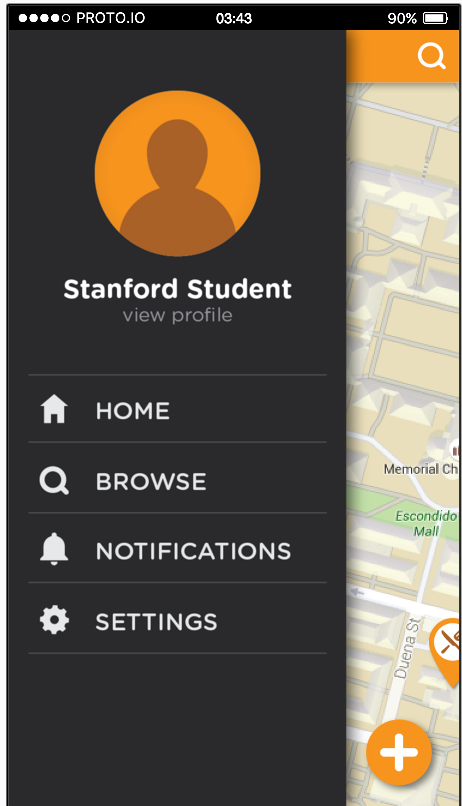 PROTO.IO 03:43 90%
Stanford Student
view profile
HOME
BROWSE
NOTIFICATIONS
SETTINGS
Memorial Ch
Escondido
Mall
Duena St